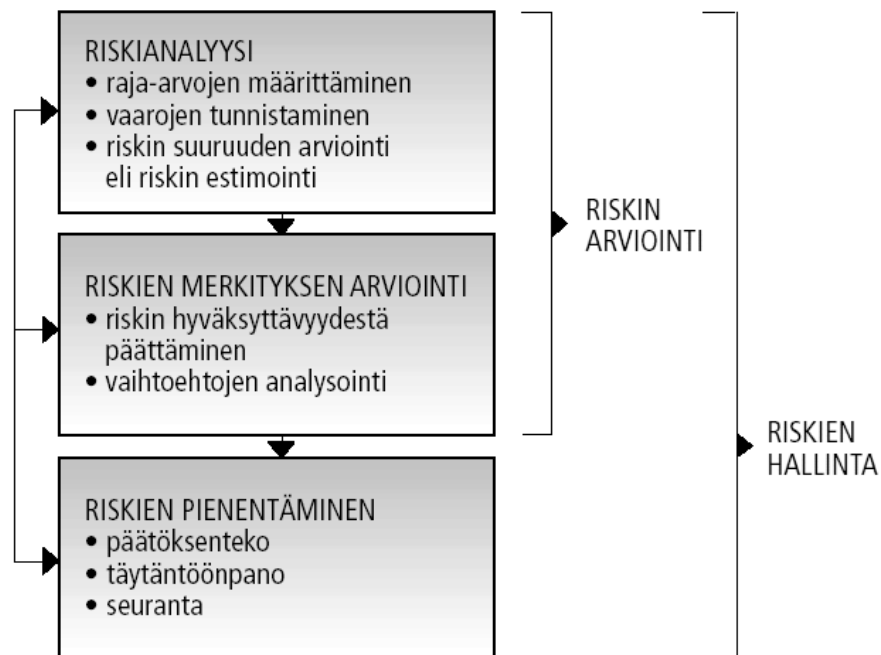 RISKIANALYYSI
• raja-arvojen määrittäminen
• vaarojen tunnistaminen
• riskin suuruuden arviointi
eli riskin estimointi
RISKIEN MERKITYKSEN ARVIOINTI
• riskin hyväksyttävyydestä
päättäminen
• vaihtoehtojen analysointi
RISKIEN PIENENTÄMINEN
• päätöksenteko
• täytäntöönpano
• seuranta
RISKIN
ARVIOINTI
RISKIEN
HALLINTA